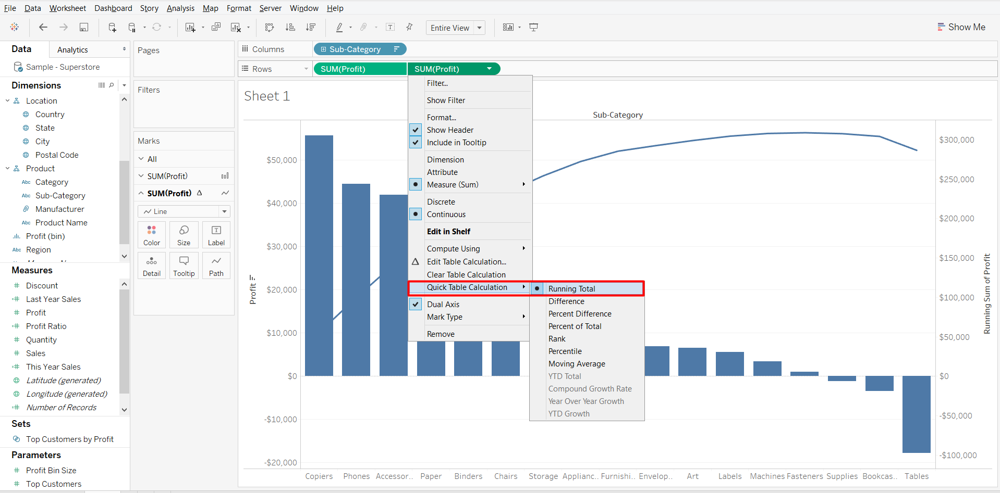 File Data Worksheet Dashboard Story Analysis Map Format Server Window Help
Entire View
Show Me
Data
Analytics
Sample - Superstore
Dimensions
Location
Country
State
City
Postal Code
Product
Abc Category
Abc Sub-Category
Manufacturer
Abc Product Name
Profit (bin)
Abc Region
Measures
Discount
Last Year Sales
Profit
Profit Ratio
Quantity
Sales
This Year Sales
Latitude (generated)
Longitude (generated)
Number of Records
Sets
Top Customers by Profit
Parameters
Profit Bin Size
Top Customers
Pages
Filters
Marks
All
SUM(Profit)
SUM(Profit) Δ
Line
Color Size Label
Detail Tooltip Path
Columns
Sub-Category
Rows
SUM(Profit) SUM(Profit)
Sheet 1
Sub-Category
Filter...
Show Filter
Format...
Show Header
Include in Tooltip
Dimension
Attribute
Measure (Sum)
Discrete
Continuous
Edit in Shelf
Compute Using
Δ Edit Table Calculation...
Clear Table Calculation
Quick Table Calculation
Dual Axis
Mark Type
Remove
Running Total
Difference
Percent Difference
Percent of Total
Rank
Percentile
Moving Average
YTD Total
Compound Growth Rate
Year Over Year Growth
YTD Growth
Profit
$50,000
$40,000
$30,000
$20,000
$10,000
$0
-$10,000
-$20,000
$300,000
$250,000
$200,000
$150,000
$100,000
$50,000
$0
-$50,000
-$100,000
Running Sum of Profit
Copiers Phones Accessor.. Paper Binders Chairs Storage Applianc.. Furnishi.. Envelop.. Art Labels Machines Fasteners Supplies Bookcas.. Tables